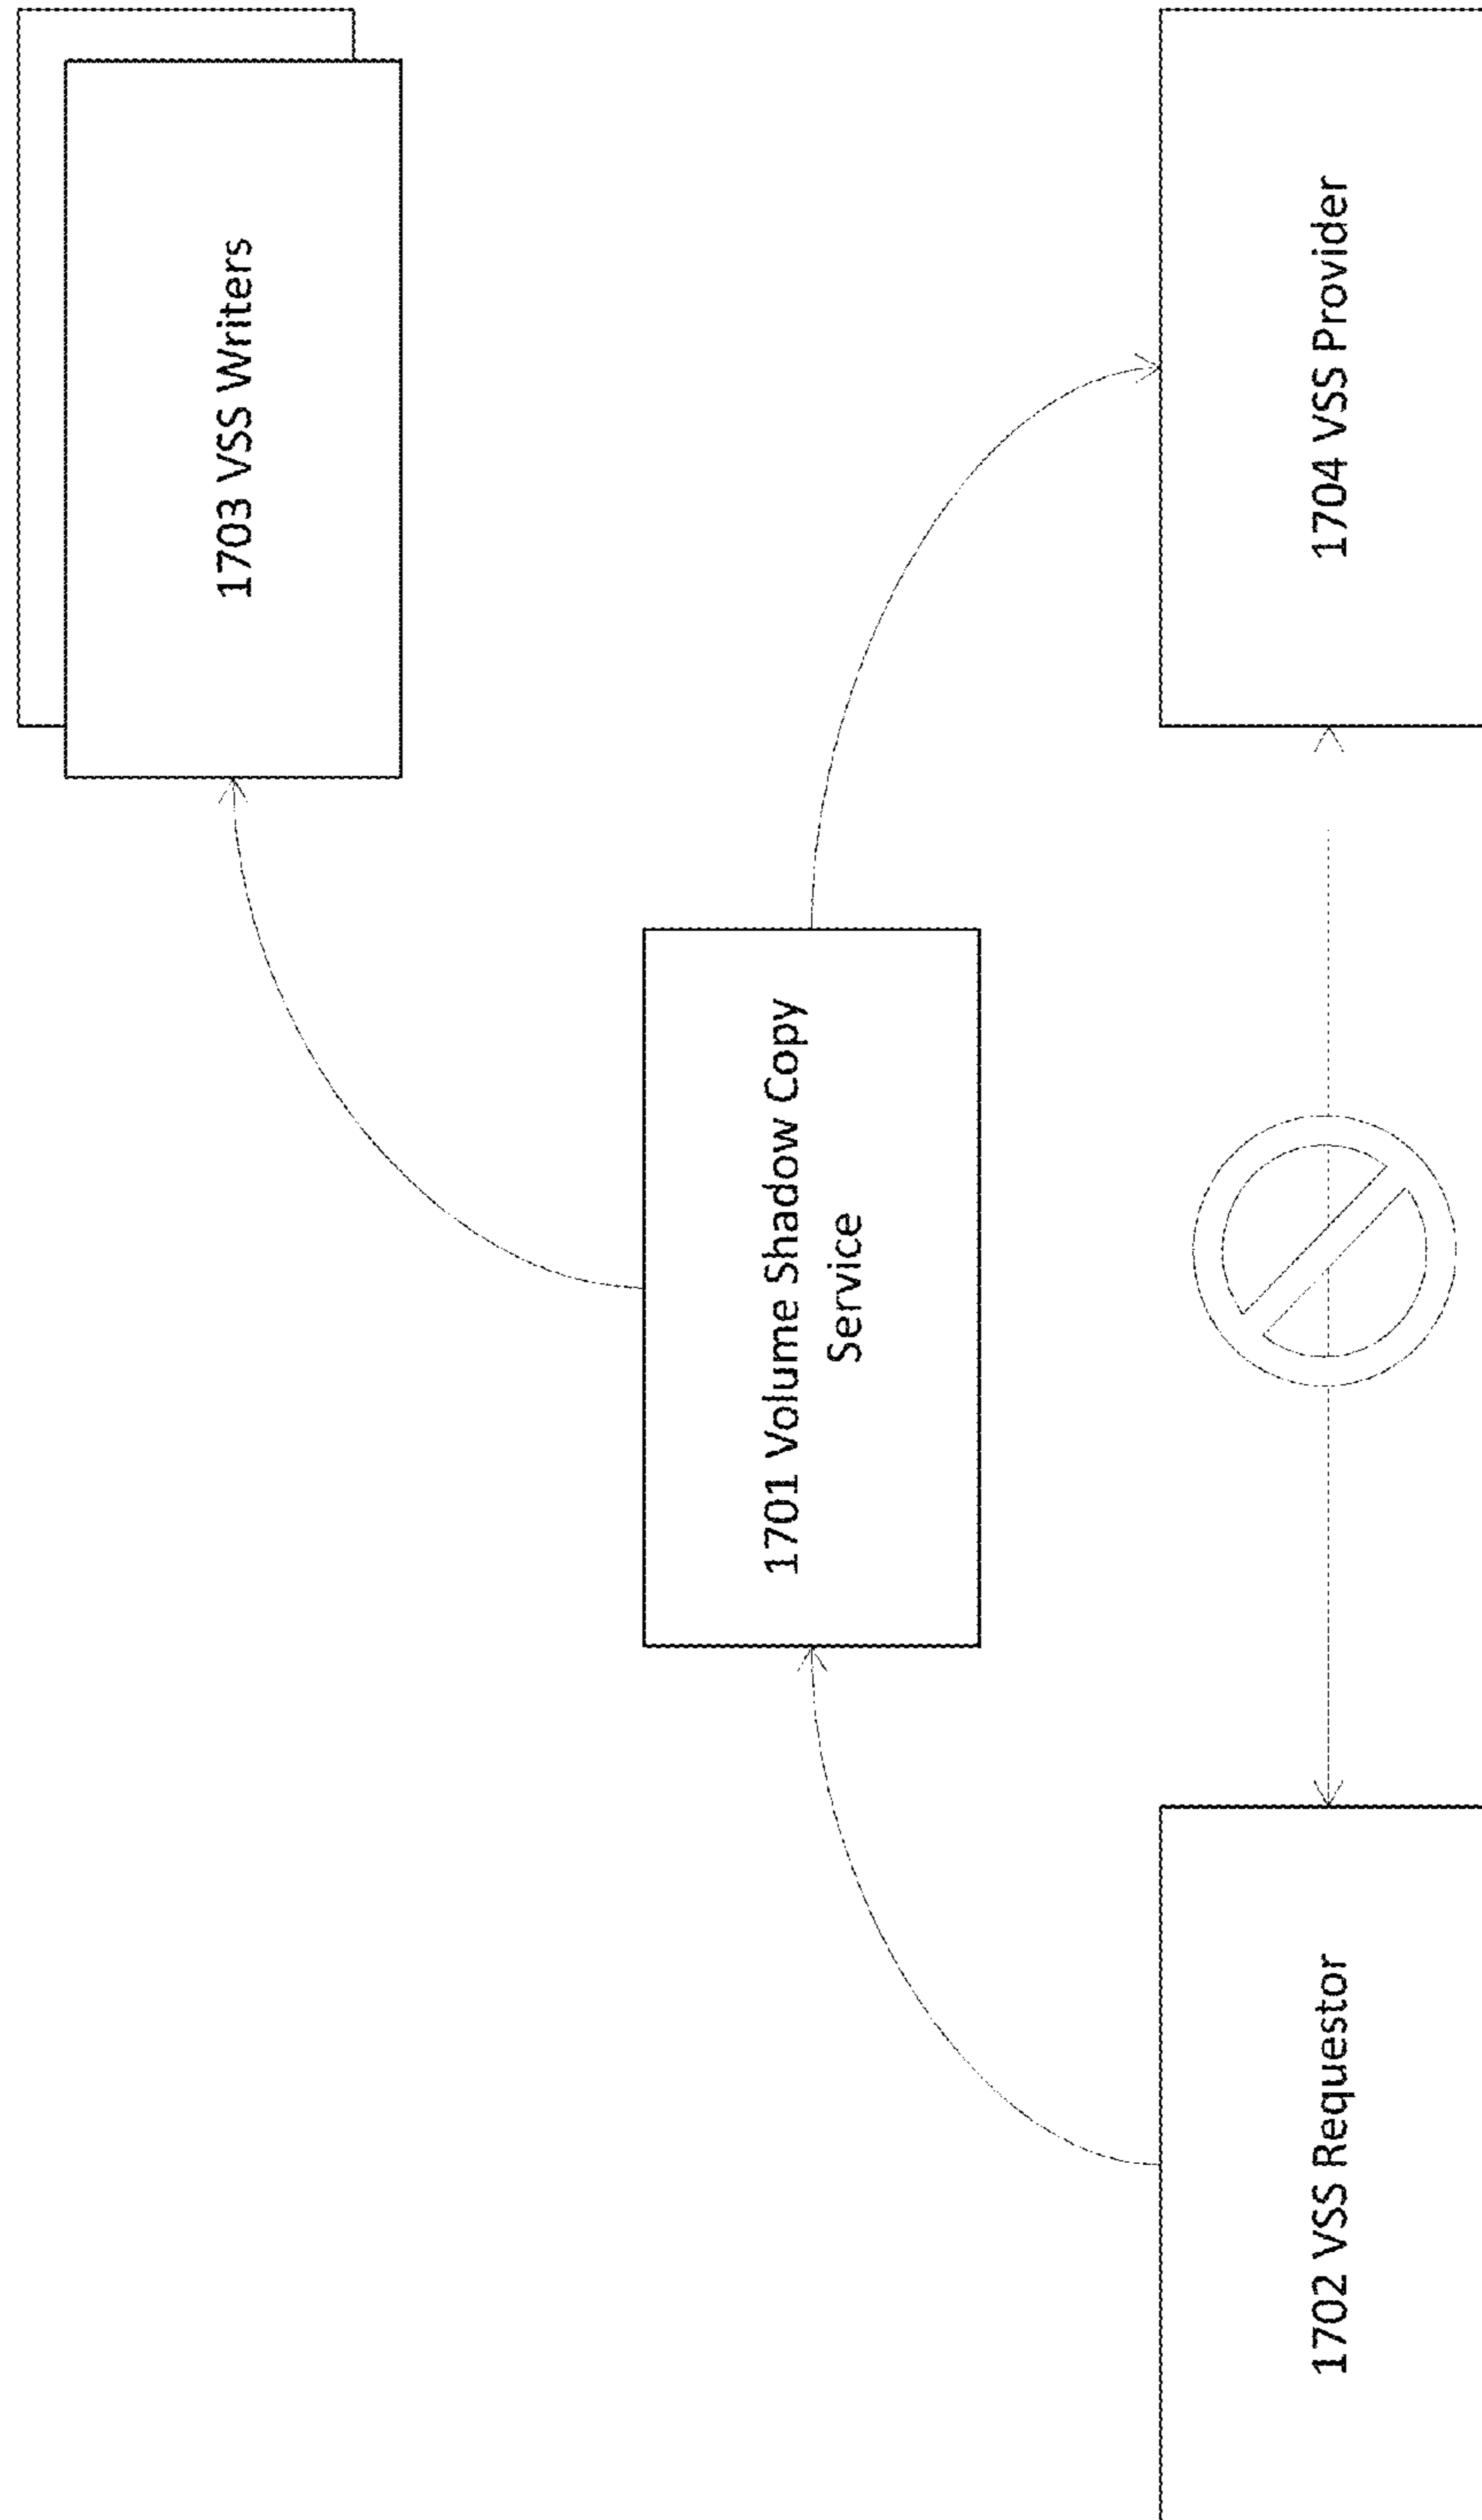 1703 VSS Writers
1701 Volume Shadow Copy
Service
1702 VSS Requestor
1704 VSS Provider